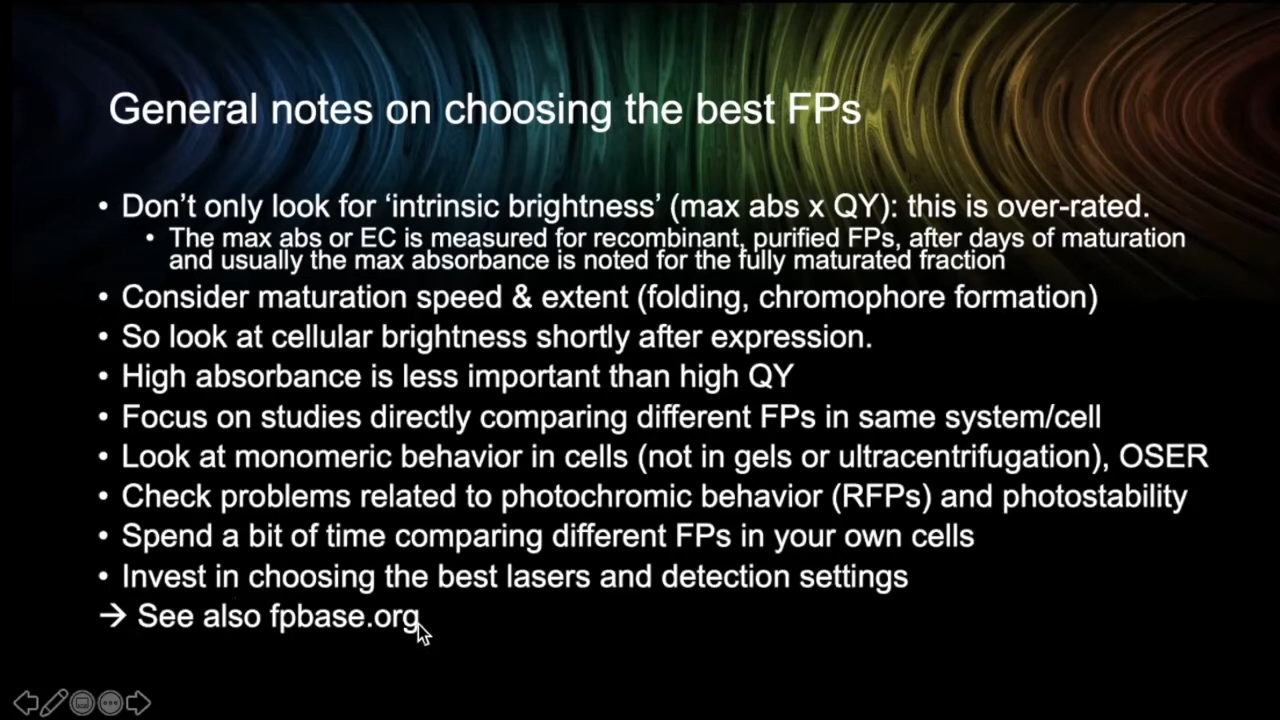 General notes on choosing the best FPs
• Don’t only look for ‘intrinsic brightness’ (max abs x QY): this is over-rated.
• The max abs or EC is measured for recombinant, purified FPs, after days of maturation
and usually the max absorbance is noted for the fully maturated fraction
• Consider maturation speed & extent (folding, chromophore formation)
• So look at cellular brightness shortly after expression.
• High absorbance is less important than high QY
• Focus on studies directly comparing different FPs in same system/cell
• Look at monomeric behavior in cells (not in gels or ultracentrifugation), OSER
• Check problems related to photochromic behavior (RFPs) and photostability
• Spend a bit of time comparing different FPs in your own cells
• Invest in choosing the best lasers and detection settings
→ See also fpbase.org